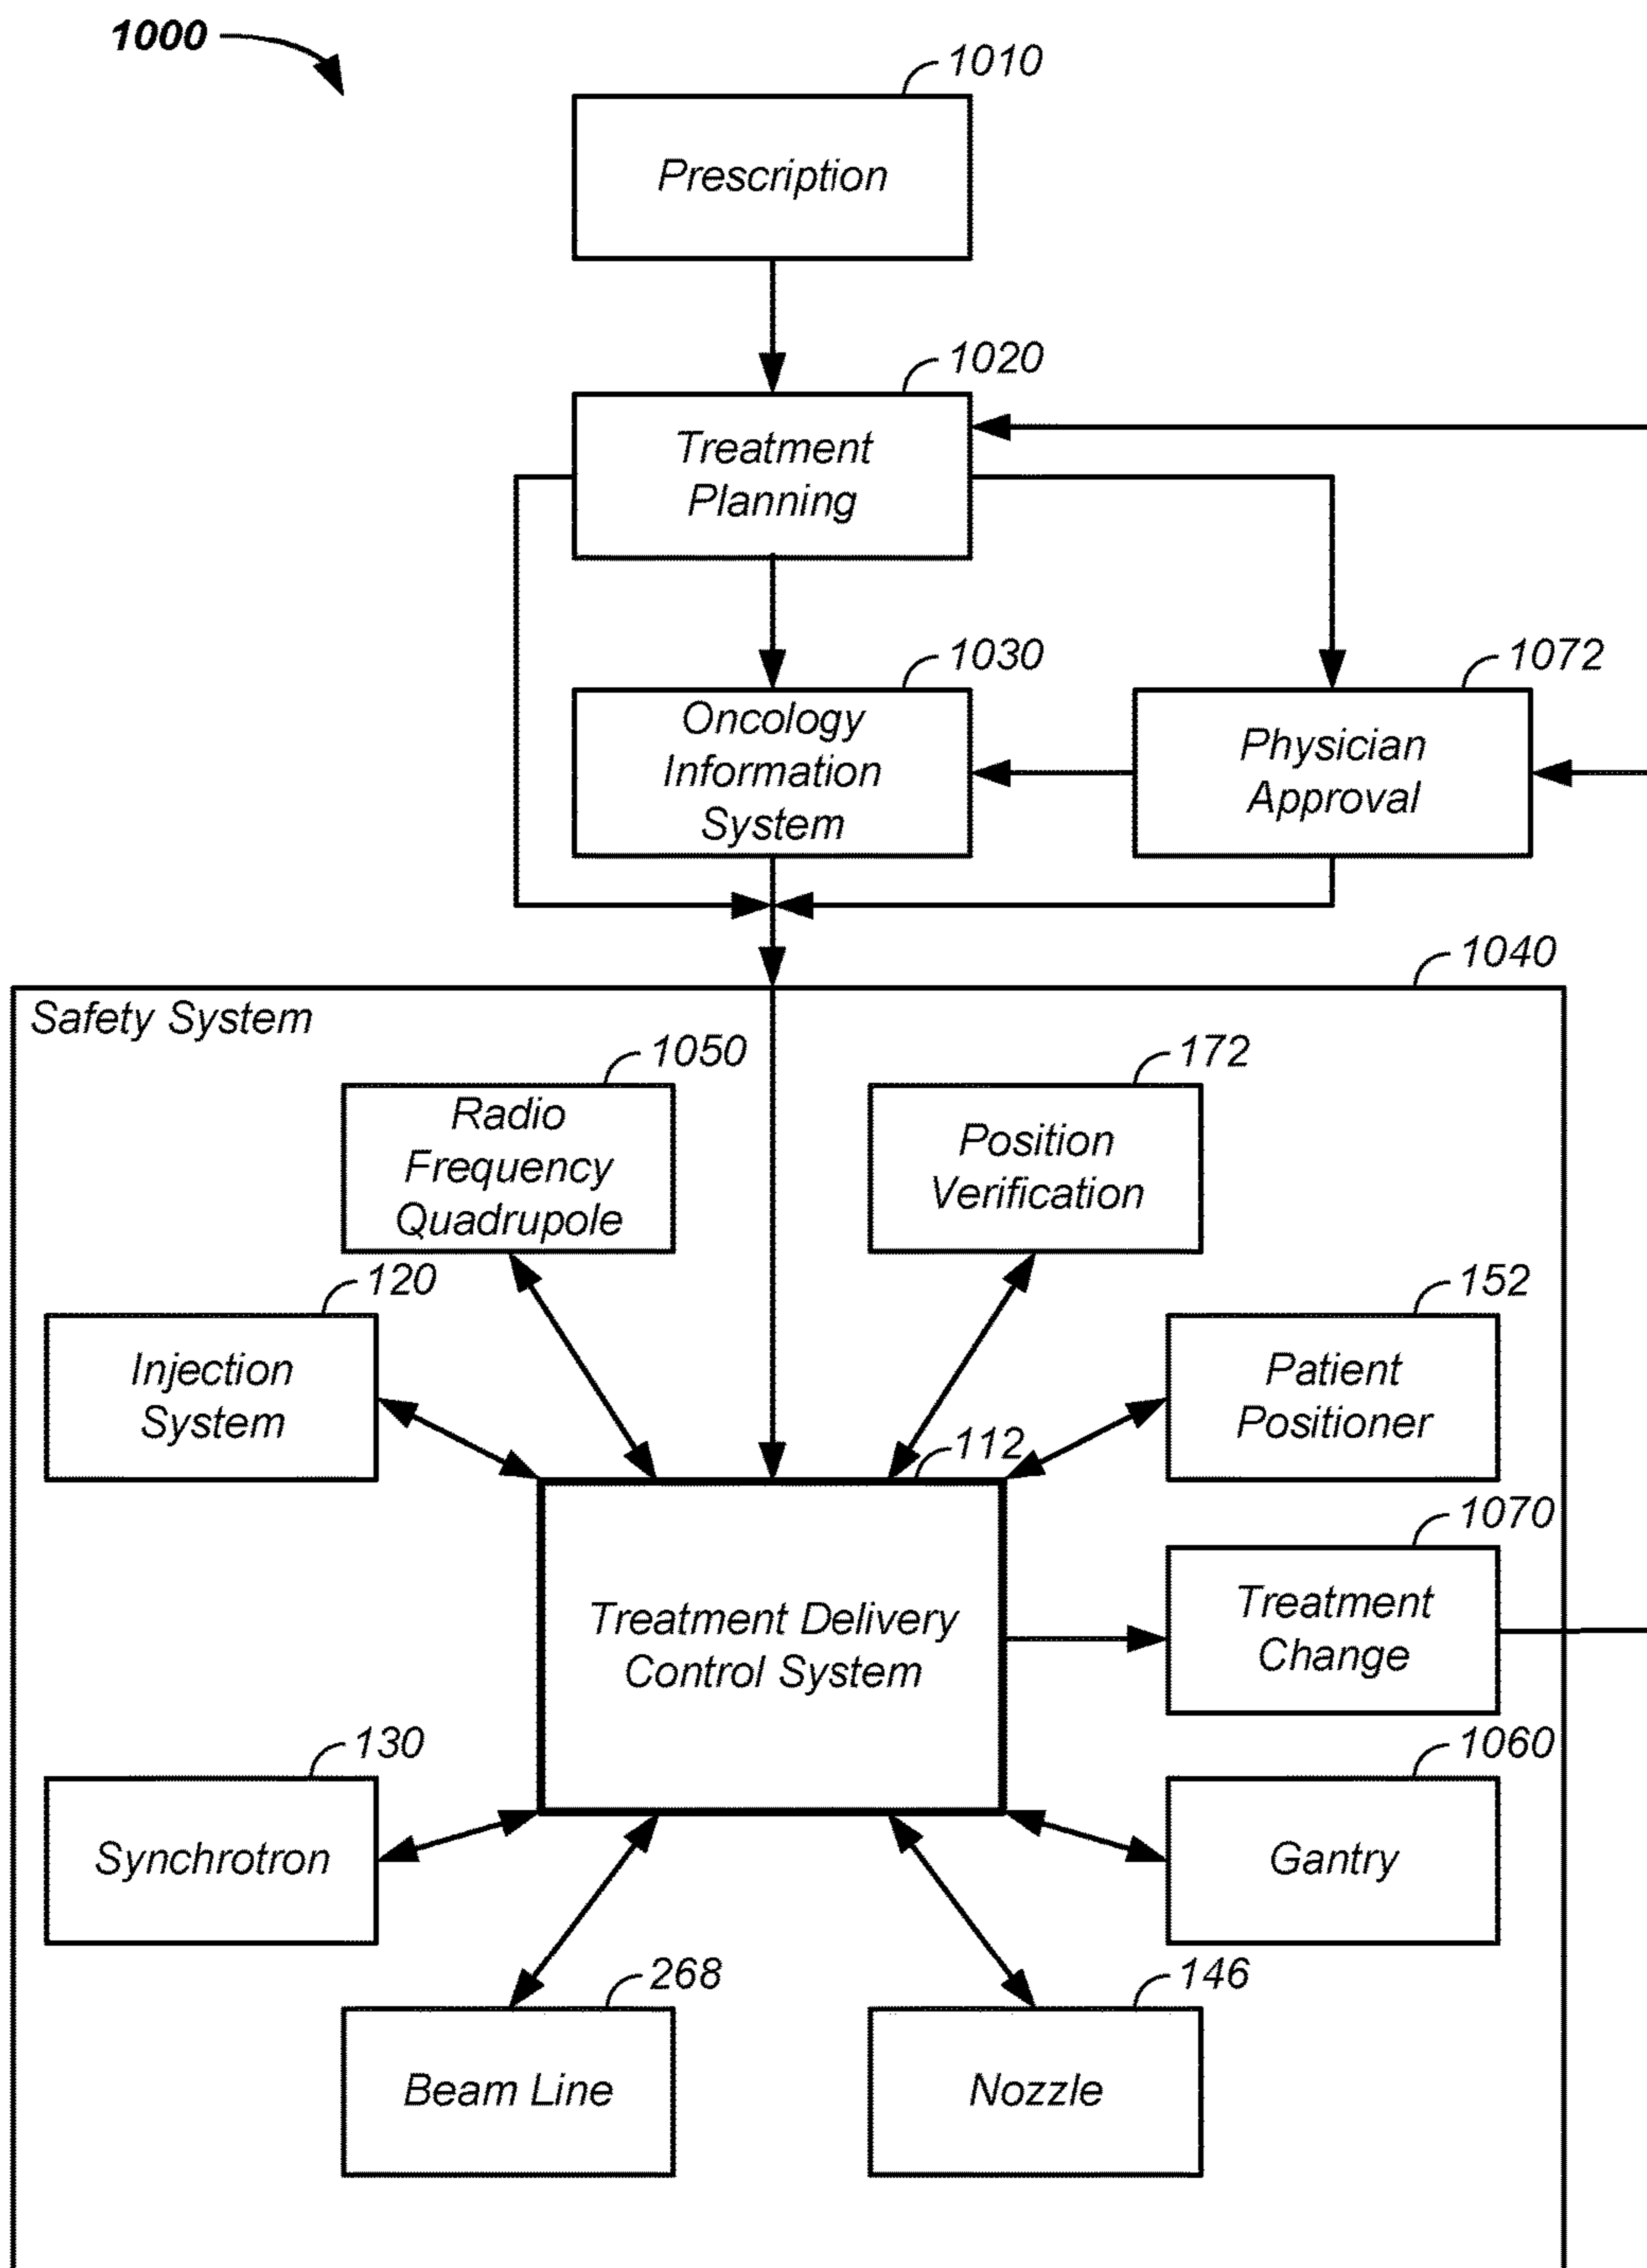 1000
1010
Prescription
1020
Treatment
Planning
1030
Oncology
Information
System
1072
Physician
Approval
1040
Safety System
1050
Radio
Frequency
Quadrupole
172
Position
Verification
120
Injection
System
152
Patient
Positioner
112
Treatment Delivery
Control System
1070
Treatment
Change
130
Synchrotron
1060
Gantry
268
Beam Line
146
Nozzle